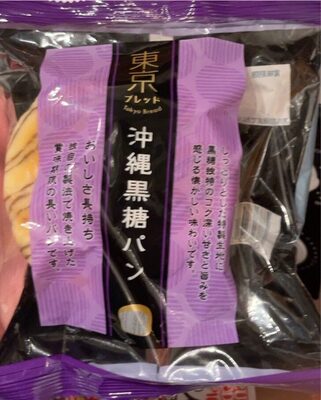 東京
ブレッド
Tokyo Bread
沖縄黒糖パン
しっとりとした特製生地に
黒糖独特のコク深い甘さと旨みを
感じる懐かしい味わいです。
おいしさ長持ち
独自の製法で焼き上げた
賞味期限の長いパンです。